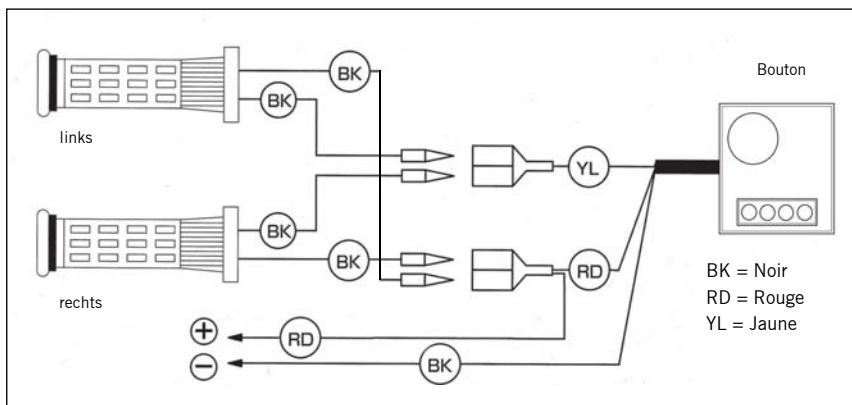 BK
BK
Bouton
links
YL
BK
BK
RD
rechts
BK = Noir
RD = Rouge
YL = Jaune
+
RD
−
BK